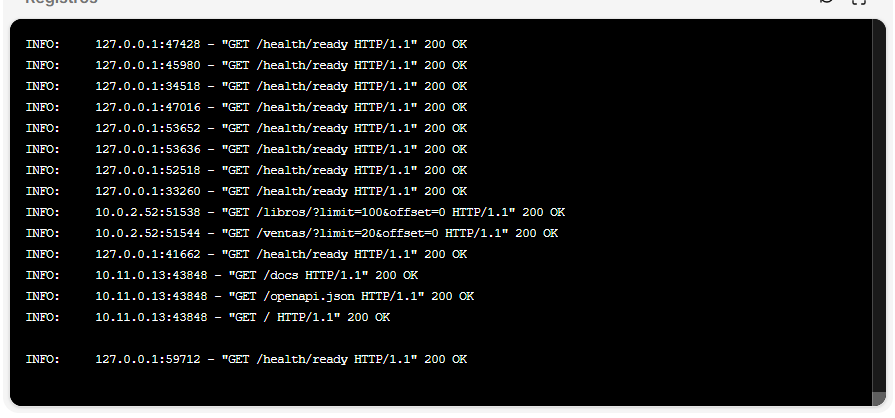 Registros
INFO:     127.0.0.1:47428 - "GET /health/ready HTTP/1.1" 200 OK
INFO:     127.0.0.1:45980 - "GET /health/ready HTTP/1.1" 200 OK
INFO:     127.0.0.1:34518 - "GET /health/ready HTTP/1.1" 200 OK
INFO:     127.0.0.1:47016 - "GET /health/ready HTTP/1.1" 200 OK
INFO:     127.0.0.1:53652 - "GET /health/ready HTTP/1.1" 200 OK
INFO:     127.0.0.1:53636 - "GET /health/ready HTTP/1.1" 200 OK
INFO:     127.0.0.1:52518 - "GET /health/ready HTTP/1.1" 200 OK
INFO:     127.0.0.1:33260 - "GET /health/ready HTTP/1.1" 200 OK
INFO:     10.0.2.52:51538 - "GET /libros/?limit=100&offset=0 HTTP/1.1" 200 OK
INFO:     10.0.2.52:51544 - "GET /ventas/?limit=20&offset=0 HTTP/1.1" 200 OK
INFO:     127.0.0.1:41662 - "GET /health/ready HTTP/1.1" 200 OK
INFO:     10.11.0.13:43848 - "GET /docs HTTP/1.1" 200 OK
INFO:     10.11.0.13:43848 - "GET /openapi.json HTTP/1.1" 200 OK
INFO:     10.11.0.13:43848 - "GET / HTTP/1.1" 200 OK
INFO:     127.0.0.1:59712 - "GET /health/ready HTTP/1.1" 200 OK